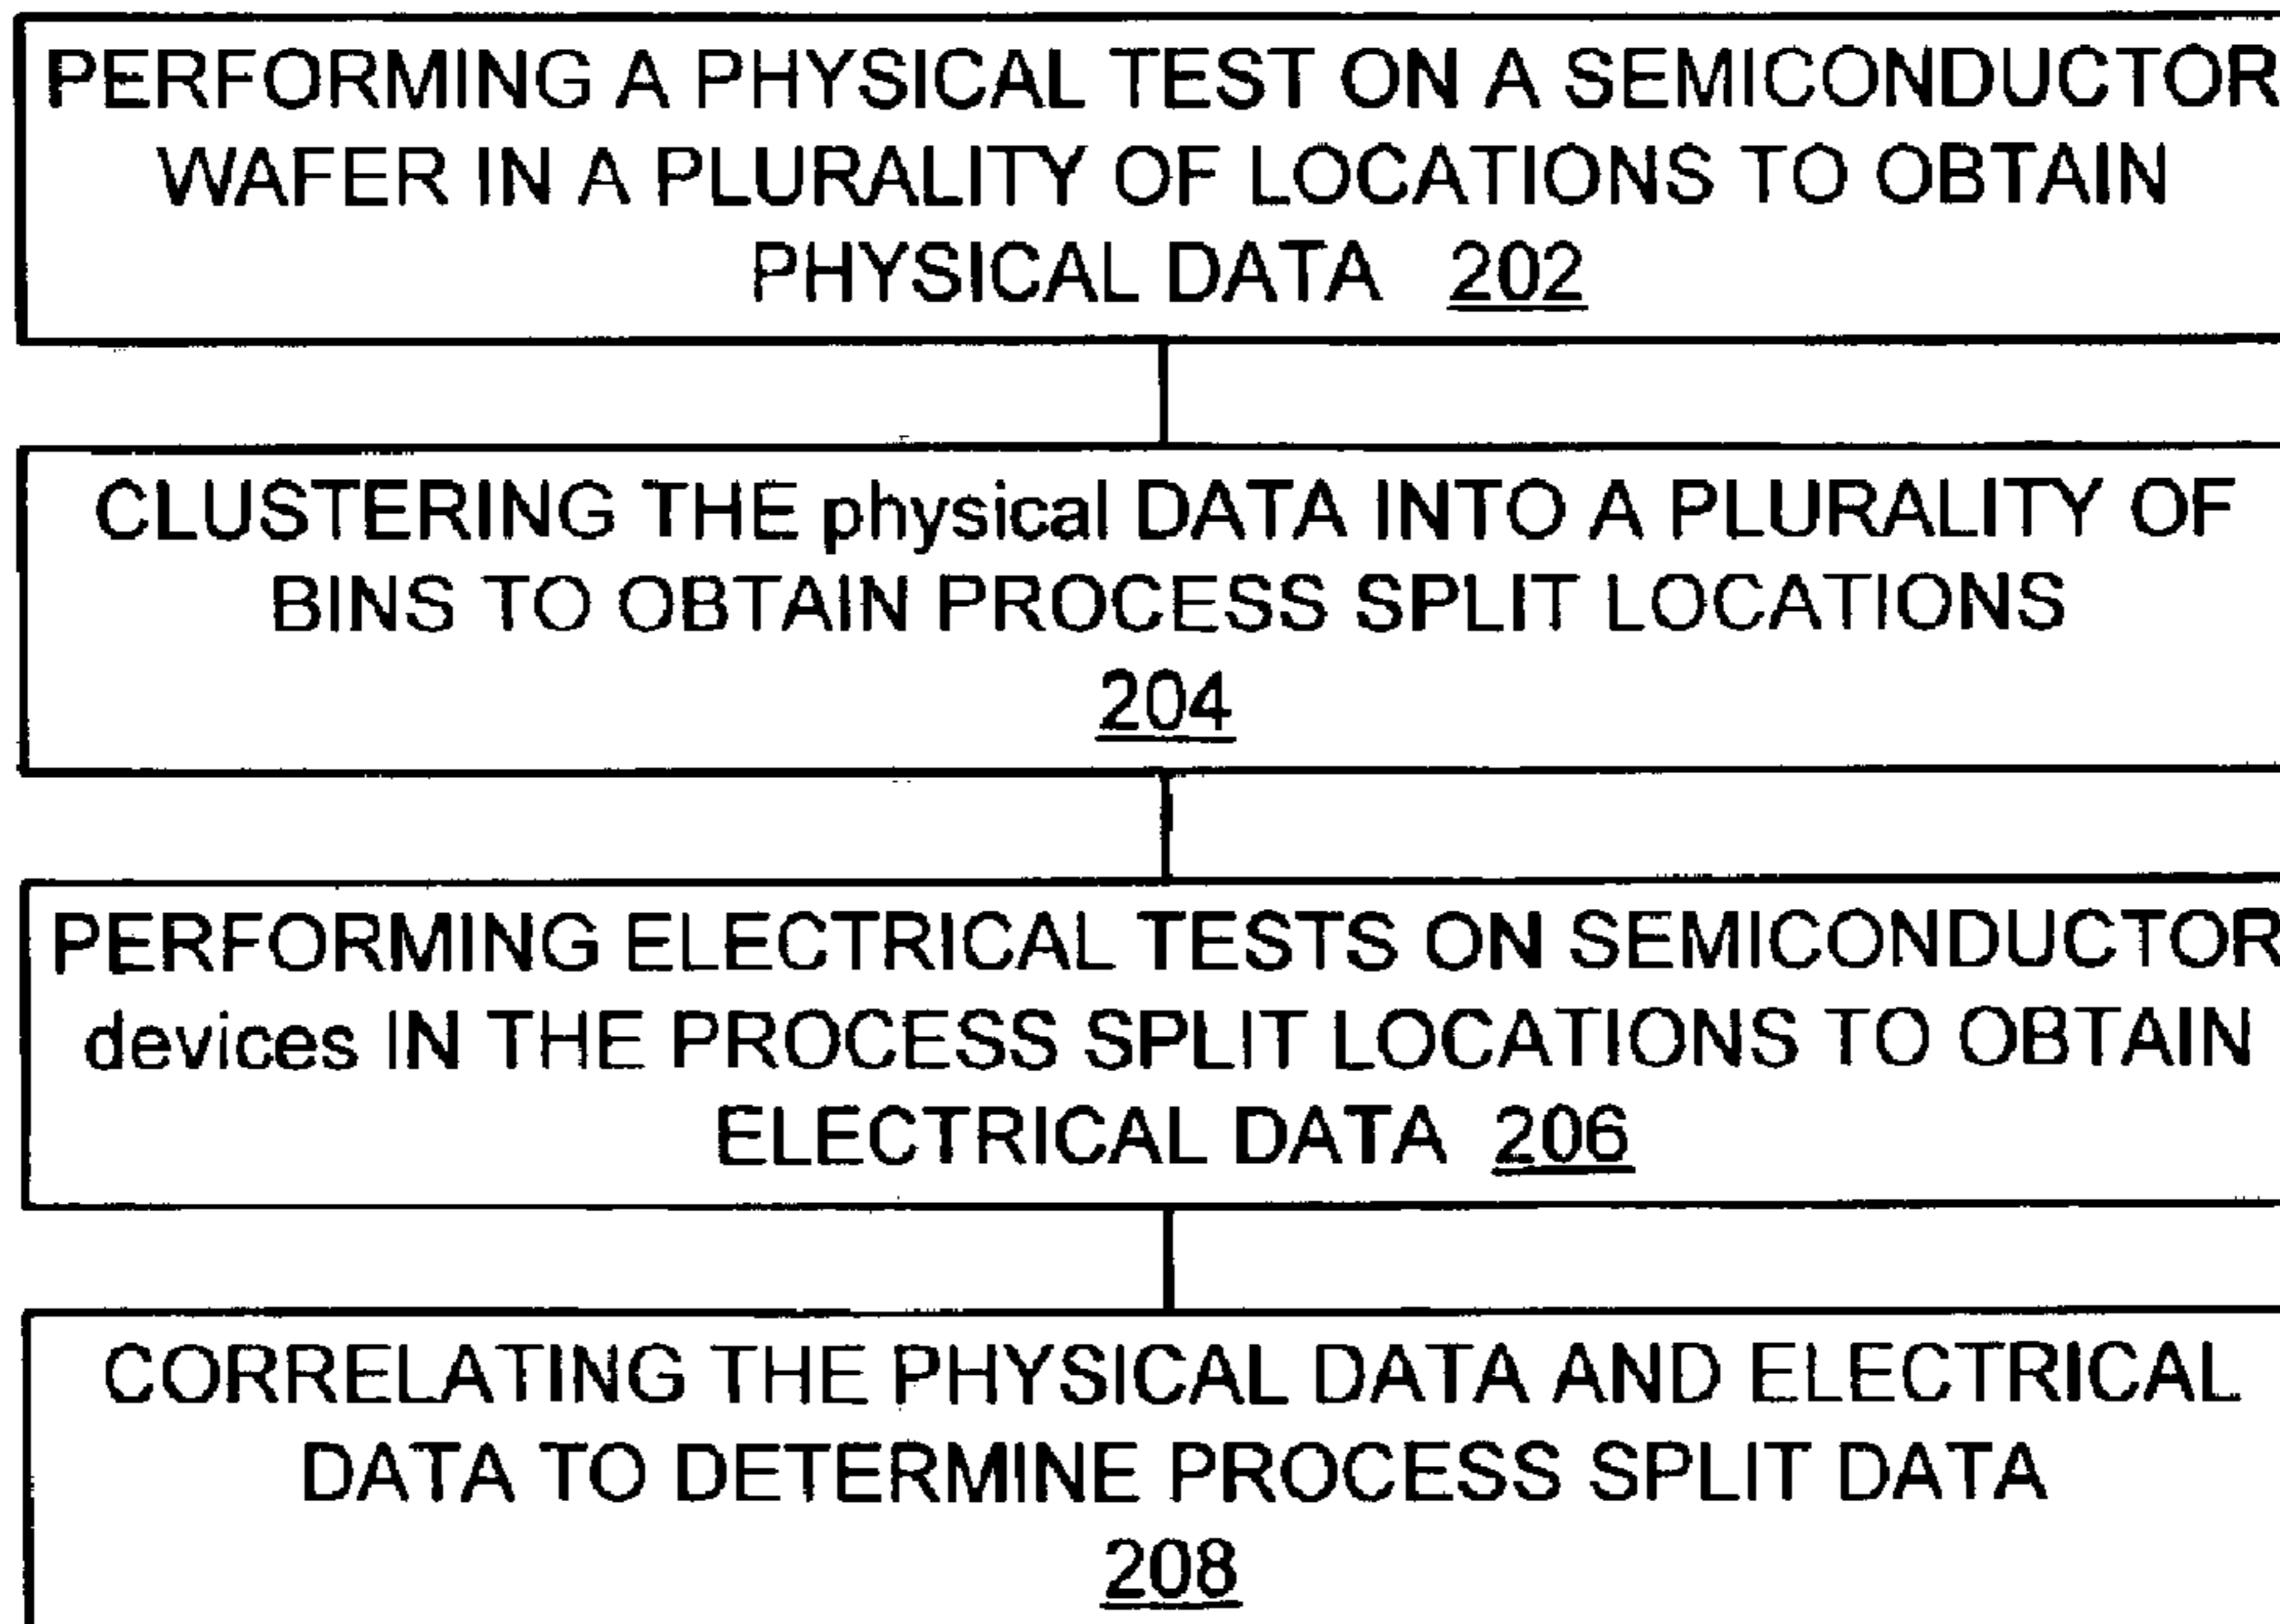 PERFORMING A PHYSICAL TEST ON A SEMICONDUCTOR
WAFER IN A PLURALITY OF LOCATIONS TO OBTAIN
PHYSICAL DATA 202
CLUSTERING THE physical DATA INTO A PLURALITY OF
BINS TO OBTAIN PROCESS SPLIT LOCATIONS
204
PERFORMING ELECTRICAL TESTS ON SEMICONDUCTOR
devices IN THE PROCESS SPLIT LOCATIONS TO OBTAIN
ELECTRICAL DATA 206
CORRELATING THE PHYSICAL DATA AND ELECTRICAL
DATA TO DETERMINE PROCESS SPLIT DATA
208